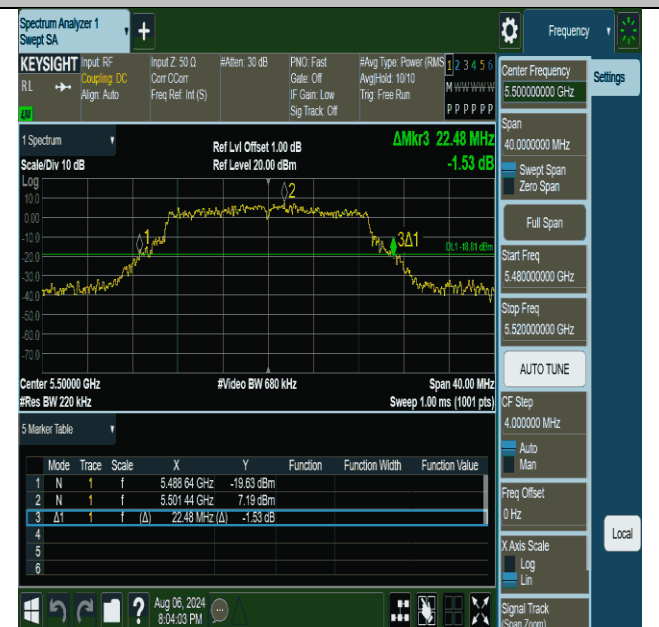 Spectrum Analyzer 1
Swept SA
+
Frequency
KEYSIGHT Input: RF Input Z: 50 Ω #Atten: 30 dB PNO: Fast #Avg Type: Power (RMS 1 2 3 4 5 6
RL Coupling: DC Corr CCorr Gate: Off Avg|Hold: 10/10 M W W W W W
Align: Auto Freq Ref: Int (S) IF Gain: Low Trig: Free Run
Sig Track: Off P P P P P P
1 Spectrum
Scale/Div 10 dB
Ref Lvl Offset 1.00 dB
Ref Level 20.00 dBm
ΔMkr3 22.48 MHz
-1.53 dB
Log
10.0
0.00
-10.0
-20.0
-30.0
-40.0
-50.0
-60.0
-70.0
1
2
3Δ1
DL1 -18.81 dBm
Center 5.50000 GHz #Video BW 680 kHz Span 40.00 MHz
#Res BW 220 kHz Sweep 1.00 ms (1001 pts)
5 Marker Table
Mode Trace Scale X Y Function Function Width Function Value
1 N 1 f 5.488 64 GHz -19.63 dBm
2 N 1 f 5.501 44 GHz 7.19 dBm
3 Δ1 1 f (Δ) 22.48 MHz (Δ) -1.53 dB
4
5
6
?
Aug 06, 2024
8:04:03 PM
Center Frequency
5.500000000 GHz
Settings
Span
40.0000000 MHz
Swept Span
Zero Span
Full Span
Start Freq
5.480000000 GHz
Stop Freq
5.520000000 GHz
AUTO TUNE
CF Step
4.000000 MHz
Auto
Man
Freq Offset
0 Hz
Local
X Axis Scale
Log
Lin
Signal Track
(Span Zoom)